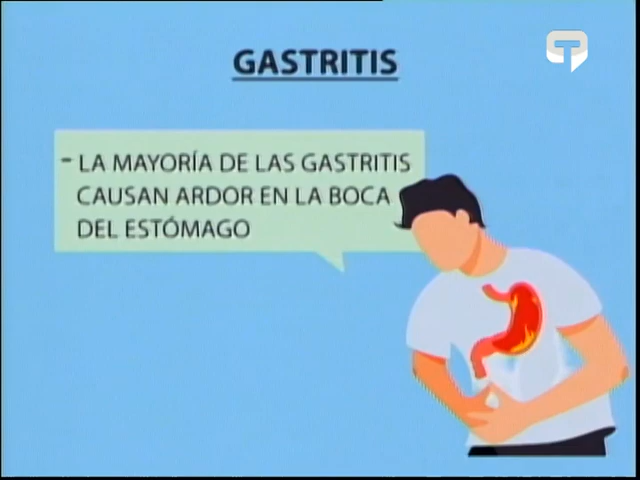 GASTRITIS
- LA MAYORÍA DE LAS GASTRITIS
CAUSAN ARDOR EN LA BOCA
DEL ESTÓMAGO